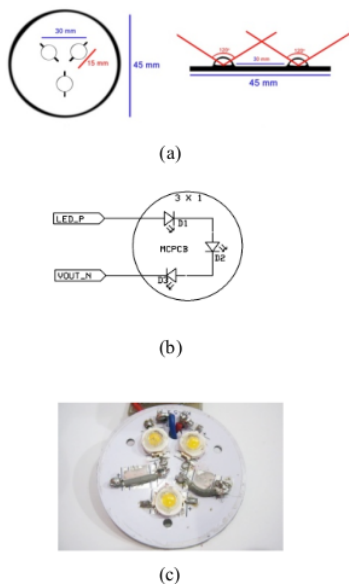 30 mm
15 mm
45 mm
120°
120°
30 mm
45 mm
(a)
3 X 1
LED_P
D1
MCPCB
D2
VOUT_N
D3
(b)
(c)